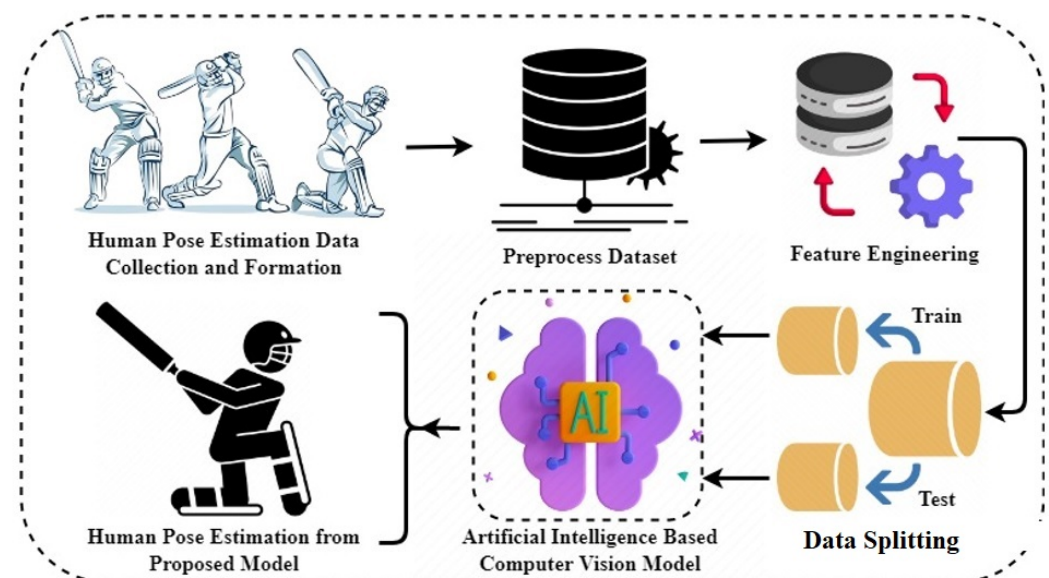 Human Pose Estimation Data
Collection and Formation
Preprocess Dataset
Feature Engineering
Train
Test
Data Splitting
AI
Artificial Intelligence Based
Computer Vision Model
Human Pose Estimation from
Proposed Model